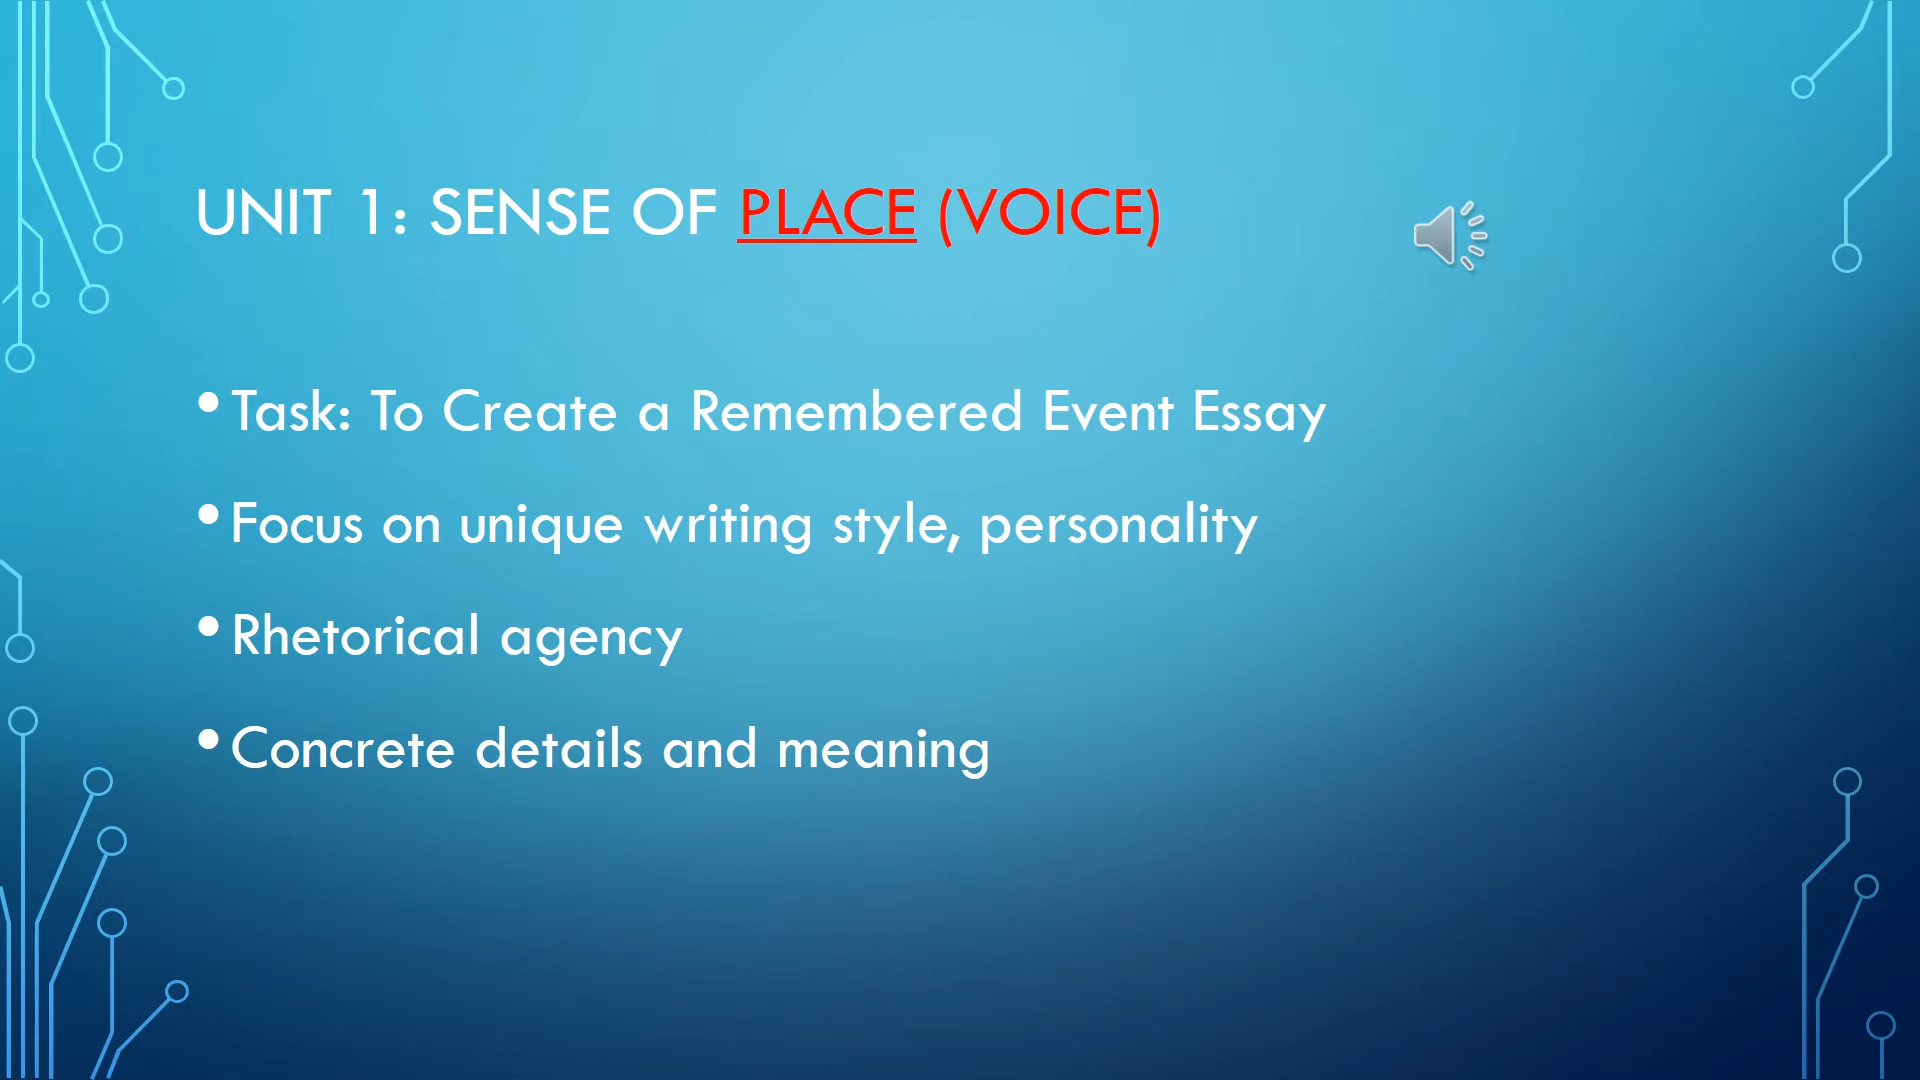 UNIT 1: SENSE OF PLACE (VOICE)
• Task: To Create a Remembered Event Essay
• Focus on unique writing style, personality
• Rhetorical agency
• Concrete details and meaning